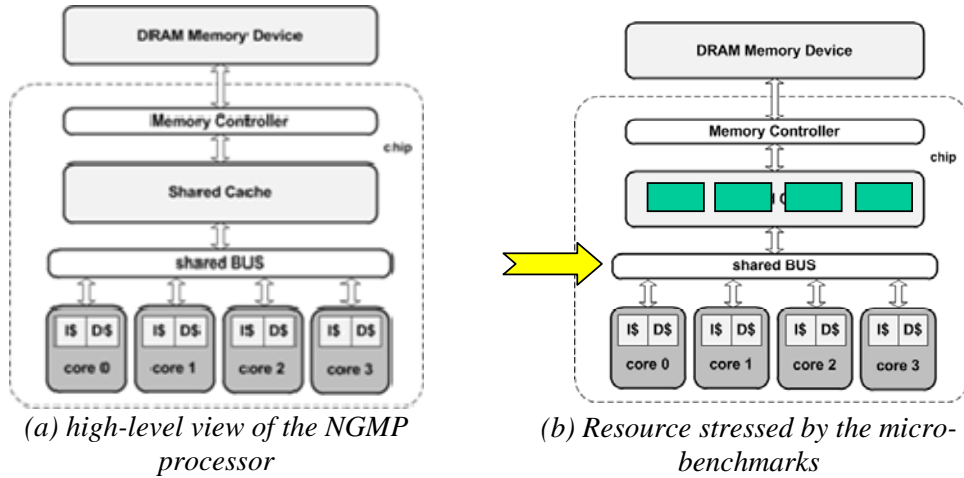 DRAM Memory Device
Memory Controller
chip
Shared Cache
shared BUS
I$ D$ I$ D$ I$ D$ I$ D$
core 0 core 1 core 2 core 3
(a) high-level view of the NGMP
processor
DRAM Memory Device
Memory Controller
chip
shared BUS
I$ D$ I$ D$ I$ D$ I$ D$
core 0 core 1 core 2 core 3
(b) Resource stressed by the micro-
benchmarks